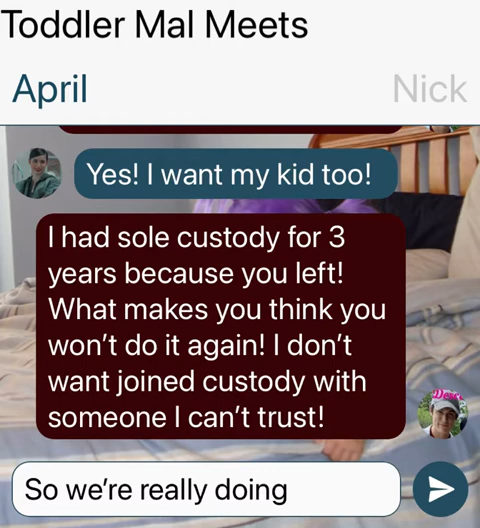 Toddler Mal Meets
April
Nick
Yes! I want my kid too!
I had sole custody for 3
years because you left!
What makes you think you
won't do it again! I don't
want joined custody with
someone I can't trust!
So we're really doing